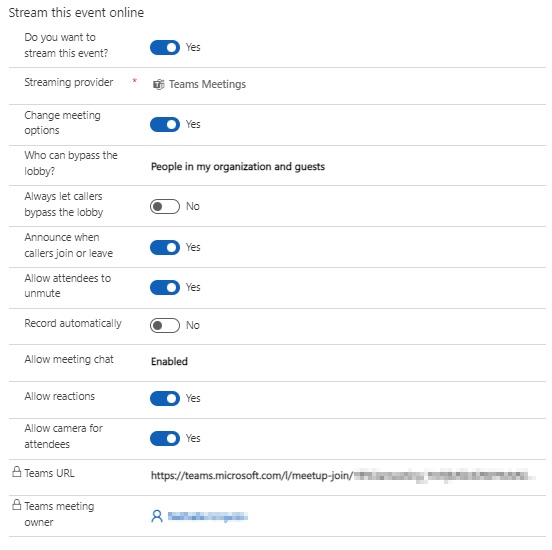 Stream this event online
Do you want to
stream this event?
Yes
Streaming provider * Teams Meetings
Change meeting
options
Yes
Who can bypass the
lobby?
People in my organization and guests
Always let callers
bypass the lobby
No
Announce when
callers join or leave
Yes
Allow attendees to
unmute
Yes
Record automatically No
Allow meeting chat Enabled
Allow reactions Yes
Allow camera for
attendees
Yes
Teams URL https://teams.microsoft.com/l/meetup-join/
Teams meeting
owner